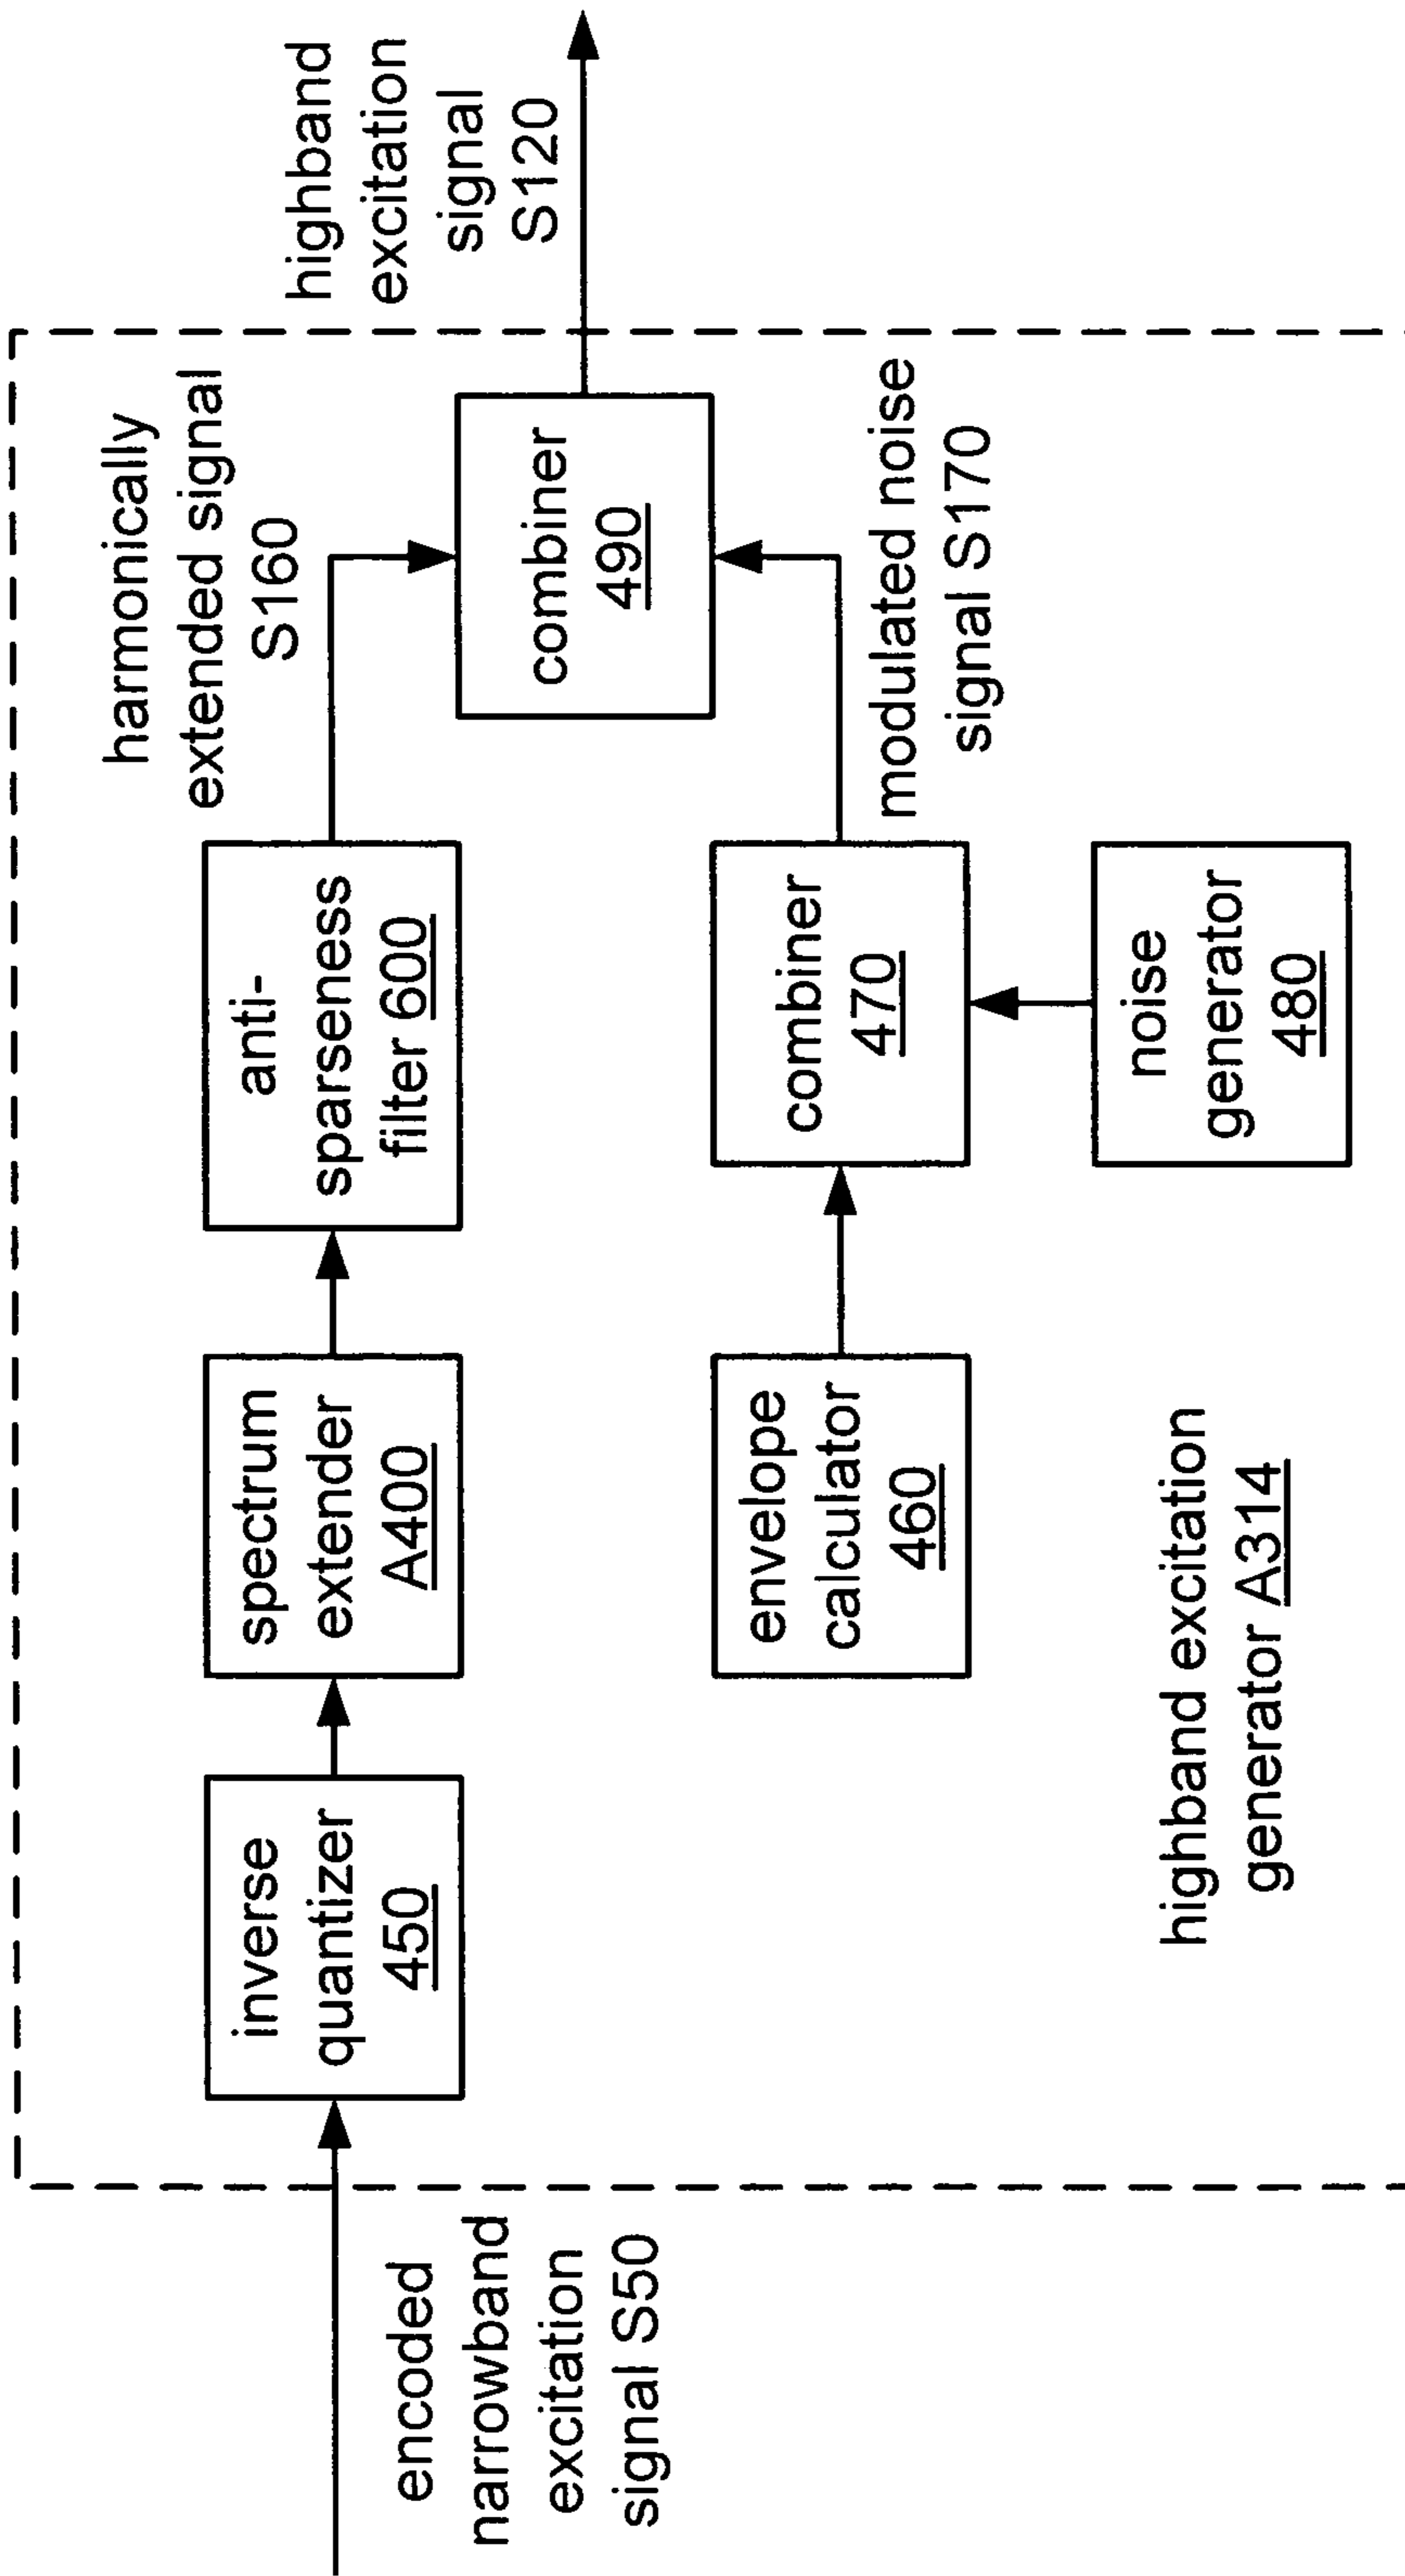 encoded
narrowband
excitation
signal S50
inverse
quantizer
450
spectrum
extender
A400
anti-
sparseness
filter 600
harmonically
extended signal
S160
combiner
490
highband
excitation
signal
S120
envelope
calculator
460
combiner
470
modulated noise
signal S170
noise
generator
480
highband excitation
generator A314